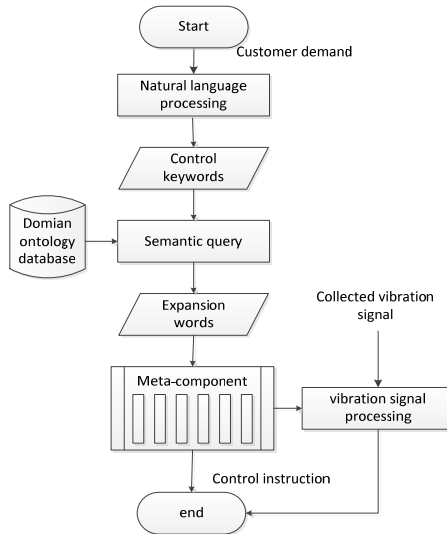 Start
Customer demand
Natural language
processing
Control
keywords
Domian
ontology
database
Semantic query
Expansion
words
Collected vibration
signal
Meta-component
vibration signal
processing
Control instruction
end